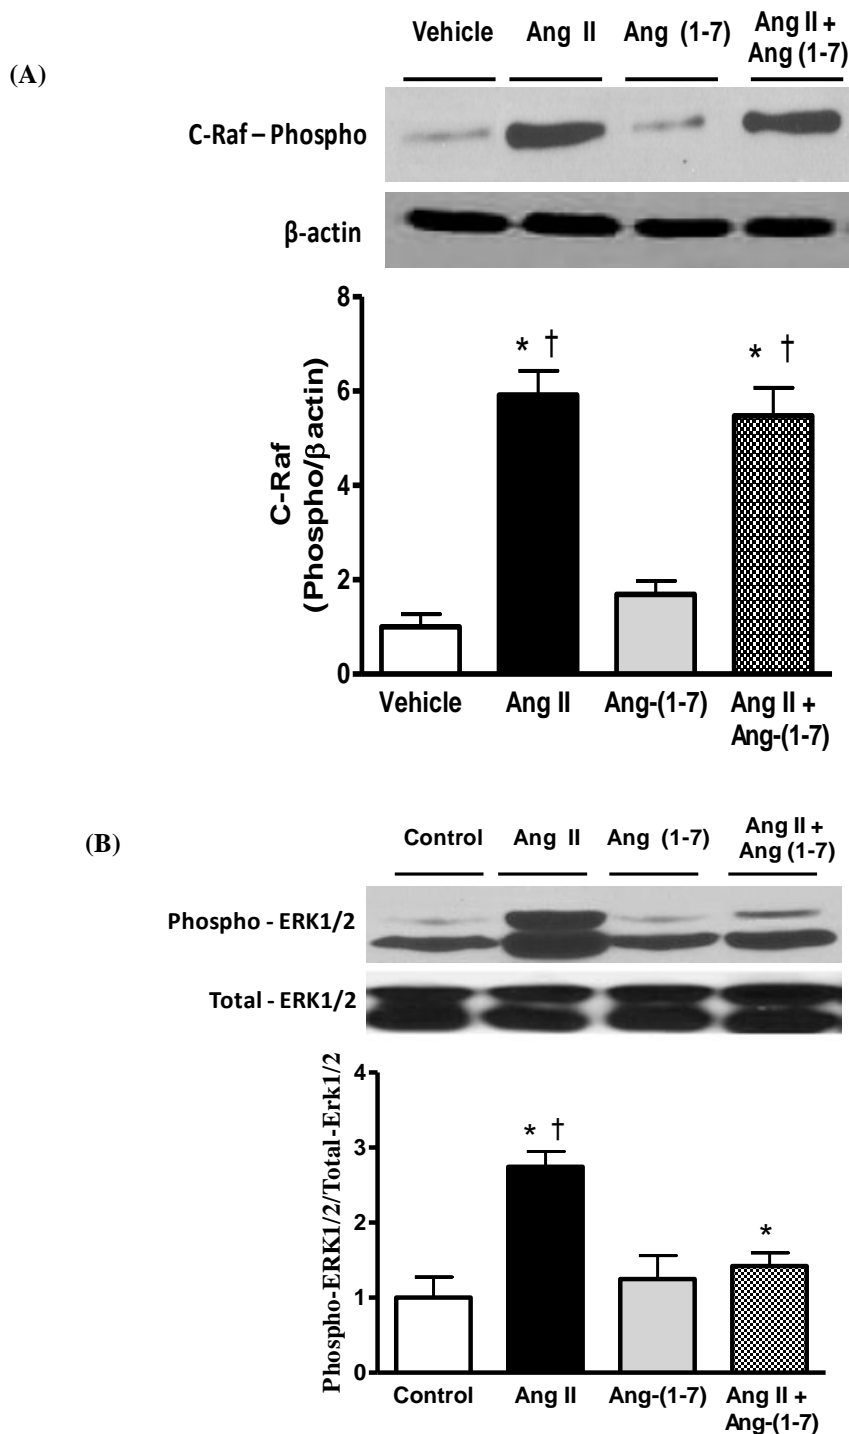 (A)
Vehicle Ang II Ang (1-7) Ang II +
Ang (1-7)
C-Raf – Phospho
β-actin
C-Raf
(Phospho/β actin)
8
6
4
2
0
* †
* †
Vehicle Ang II Ang-(1-7) Ang II +
Ang-(1-7)
(B)
Control Ang II Ang (1-7) Ang II +
Ang (1-7)
Phospho - ERK1/2
Total - ERK1/2
Phospho-ERK1/2/Total-Erk1/2
4
3
2
1
0
* †
*
Control Ang II Ang-(1-7) Ang II +
Ang-(1-7)